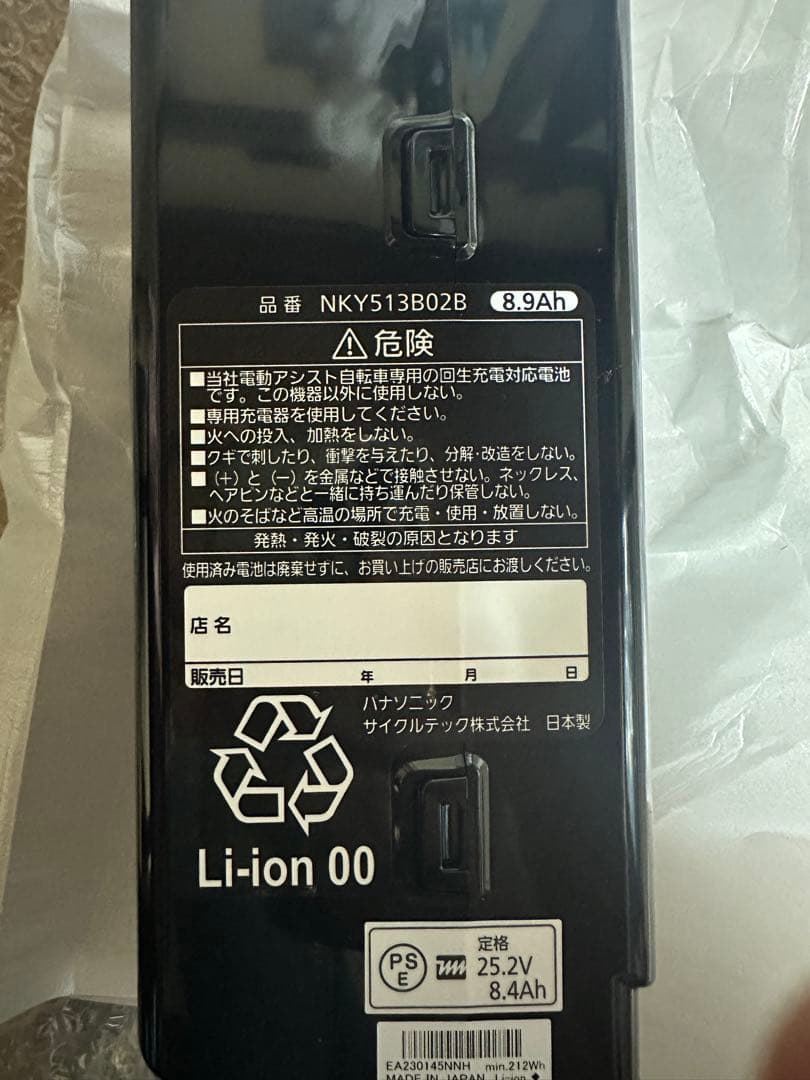 品番 NKY513B02B 8.9Ah
危険
■当社電動アシスト自転車専用の回生充電対応電池
です。この機器以外に使用しない。
■専用充電器を使用してください。
■火への投入、加熱をしない。
■クギで刺したり、衝撃を与えたり、分解・改造をしない。
■(+)と(−)を金属などで接触させない。ネックレス、
ヘアピンなどと一緒に持ち運んだり保管しない。
■火のそばなど高温の場所で充電・使用・放置しない。
発熱・発火・破裂の原因となります
使用済み電池は廃棄せずに、お買い上げの販売店にお渡しください。
店名
販売日 年 月 日
パナソニック
サイクルテック株式会社 日本製
Li-ion 00
PSE
定格
25.2V
8.4Ah
EA230145NNH min.212Wh
MADE IN JAPAN Li-ion ◆